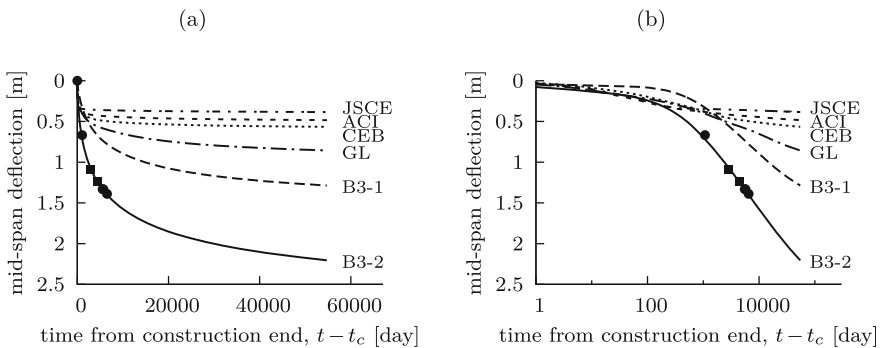 (a)
mid-span deflection [m]
0
0.5
1
1.5
2
2.5
JSCE
ACI
CEB
GL
B3-1
B3-2
0 20000 40000 60000
time from construction end, t − t_c [day]
(b)
mid-span deflection [m]
0
0.5
1
1.5
2
2.5
JSCE
ACI
CEB
GL
B3-1
B3-2
1 100 10000
time from construction end, t − t_c [day]